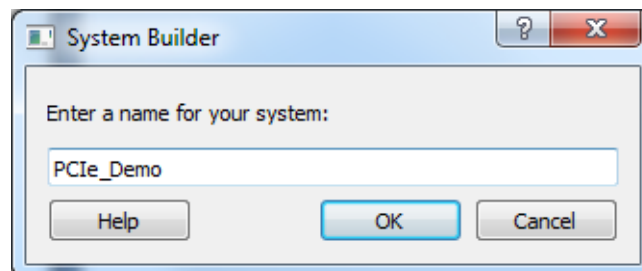 System Builder
Enter a name for your system:
PCIe_Demo
Help OK Cancel